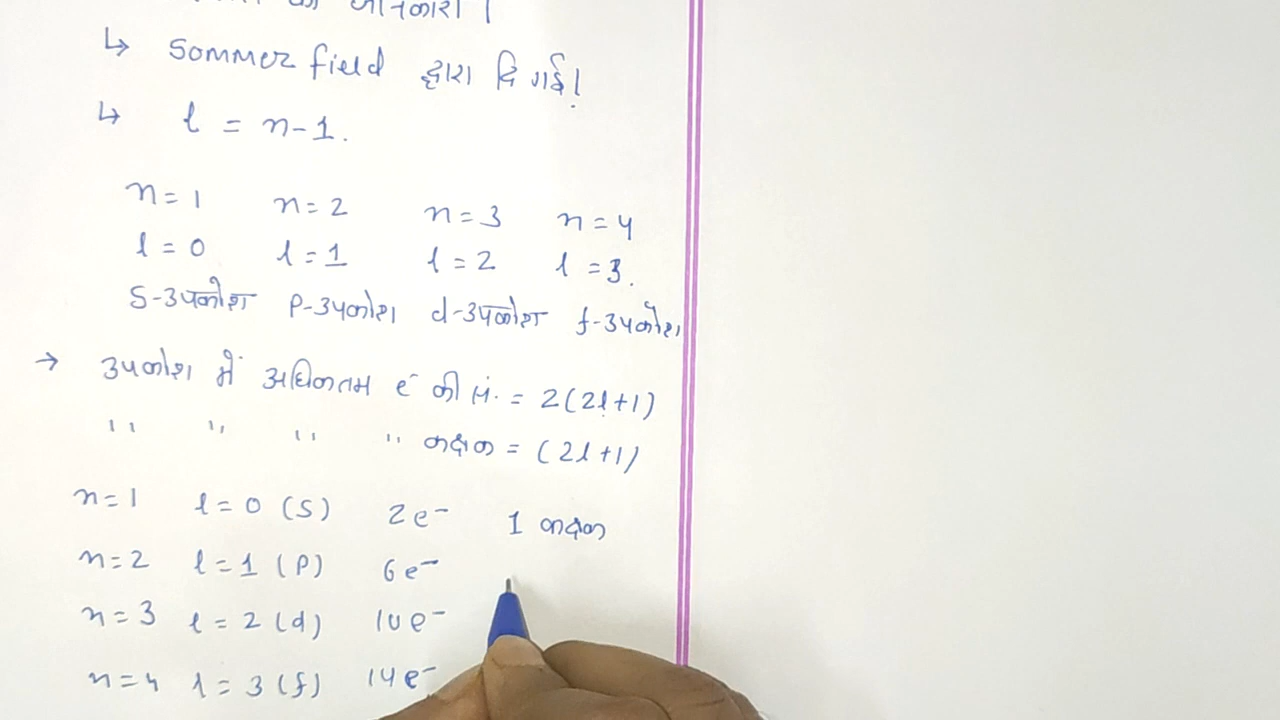 की जानकारी।
↳ Sommer field द्वारा दि गई!
↳ l = n-1.
n=1 n=2 n=3 n=4
l=0 l=1 l=2 l=3.
S-उपकोश P-उपकोश d-उपकोश f-उपकोश
→ उपकोश में अधिकतम e⁻ की सं. = 2(2l+1)
" " " " कक्षक = (2l+1)
n=1 l=0 (S) 2e⁻ 1 कक्षक
n=2 l=1 (P) 6e⁻
n=3 l=2 (d) 10e⁻
n=4 l=3 (f) 14e⁻